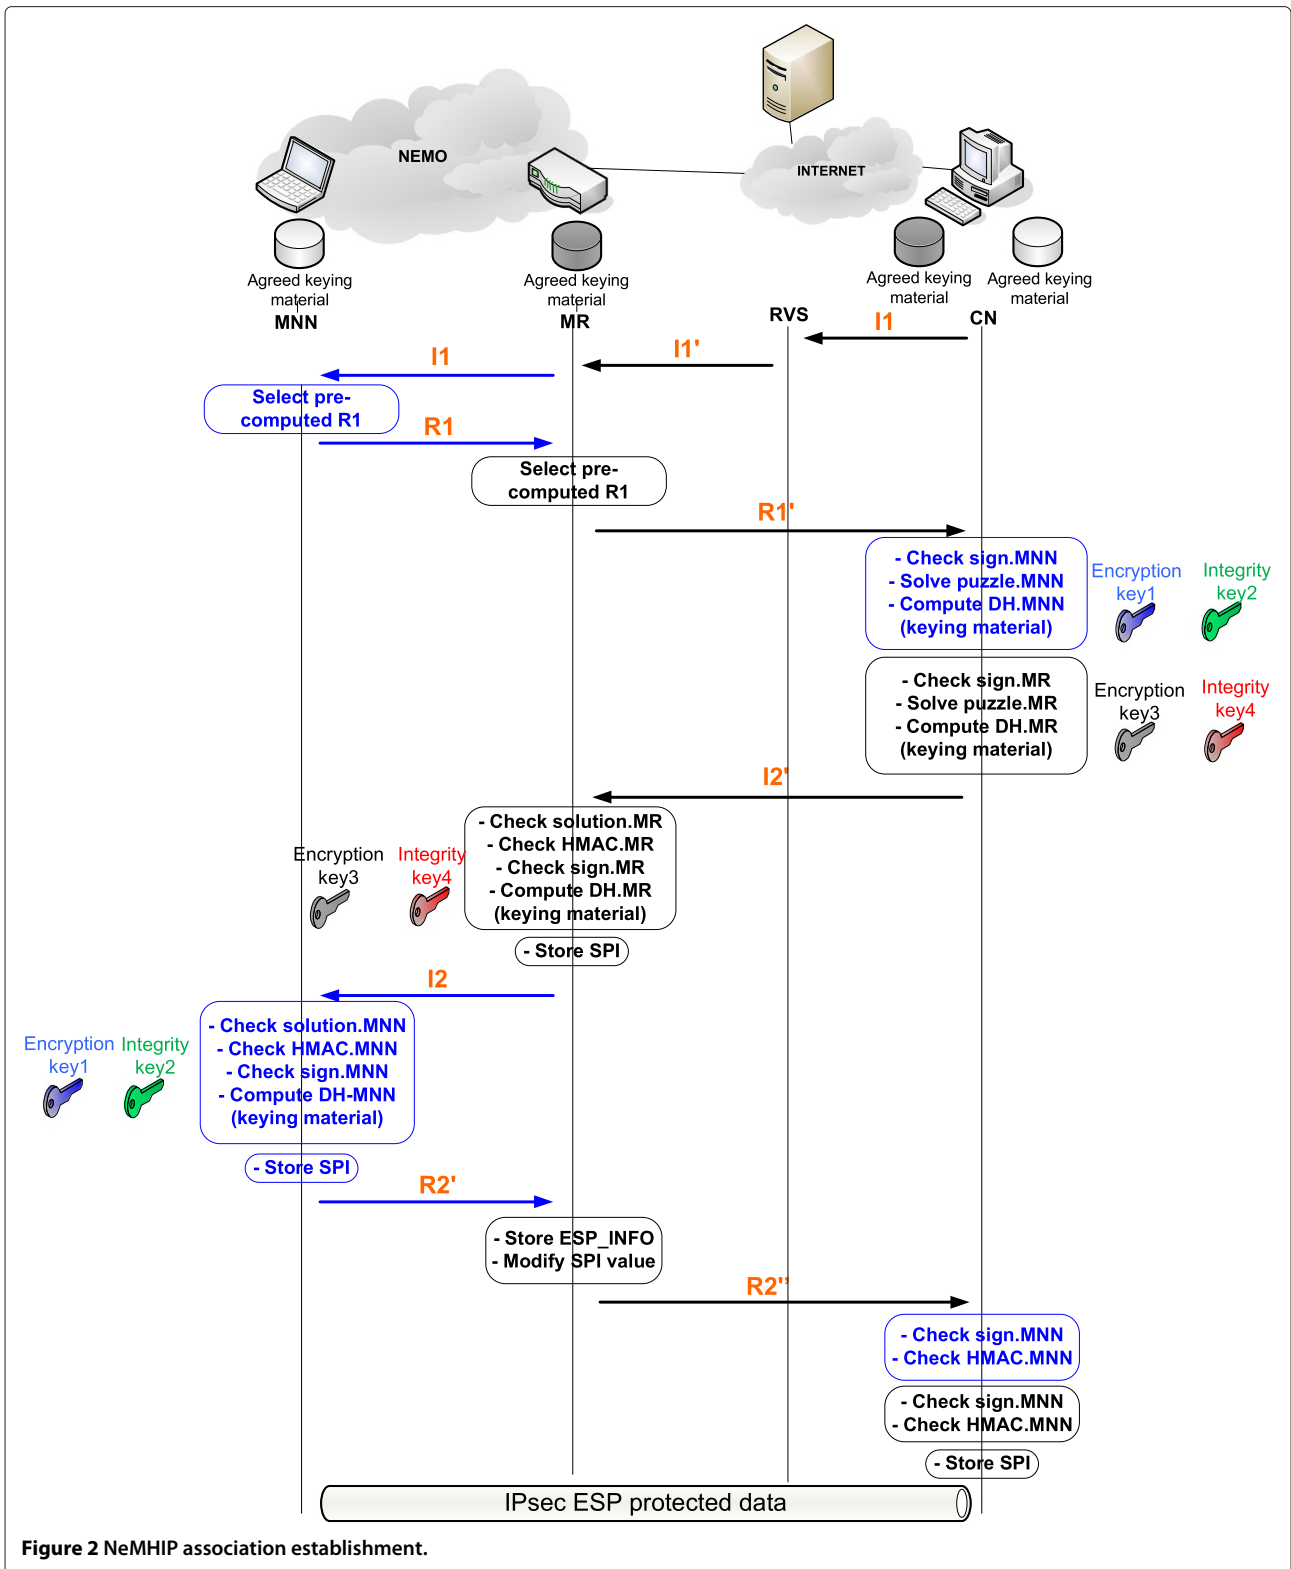 NEMO
INTERNET
Agreed keying
material
MNN
Agreed keying
material
MR
RVS
Agreed keying
material
Agreed keying
material
CN
I1
I1'
I1
Select pre-
computed R1
R1
Select pre-
computed R1
R1'
- Check sign.MNN
- Solve puzzle.MNN
- Compute DH.MNN
(keying material)
Encryption
key1
Integrity
key2
- Check sign.MR
- Solve puzzle.MR
- Compute DH.MR
(keying material)
Encryption
key3
Integrity
key4
I2'
- Check solution.MR
- Check HMAC.MR
- Check sign.MR
- Compute DH.MR
(keying material)
Encryption
key3
Integrity
key4
- Store SPI
I2
- Check solution.MNN
- Check HMAC.MNN
- Check sign.MNN
- Compute DH-MNN
(keying material)
Encryption
key1
Integrity
key2
- Store SPI
R2'
- Store ESP_INFO
- Modify SPI value
R2''
- Check sign.MNN
- Check HMAC.MNN
- Check sign.MNN
- Check HMAC.MNN
- Store SPI
IPsec ESP protected data
Figure 2 NeMHIP association establishment.